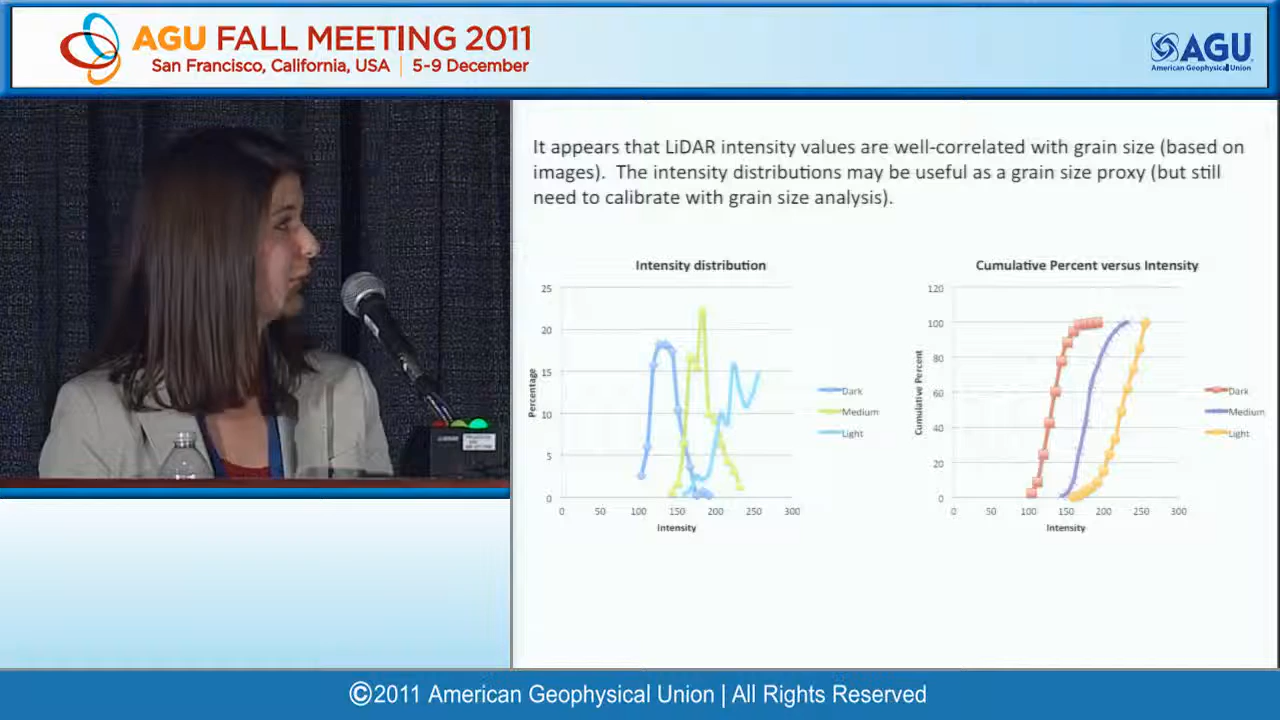 AGU FALL MEETING 2011
San Francisco, California, USA | 5-9 December
AGU
American Geophysical Union
It appears that LiDAR intensity values are well-correlated with grain size (based on
images). The intensity distributions may be useful as a grain size proxy (but still
need to calibrate with grain size analysis).
Intensity distribution
25
20
15
10
5
0
Percentage
0 50 100 150 200 250 300
Intensity
Dark
Medium
Light
Cumulative Percent versus Intensity
120
100
80
60
40
20
0
Cumulative Percent
0 50 100 150 200 250 300
Intensity
Dark
Medium
Light
©2011 American Geophysical Union | All Rights Reserved